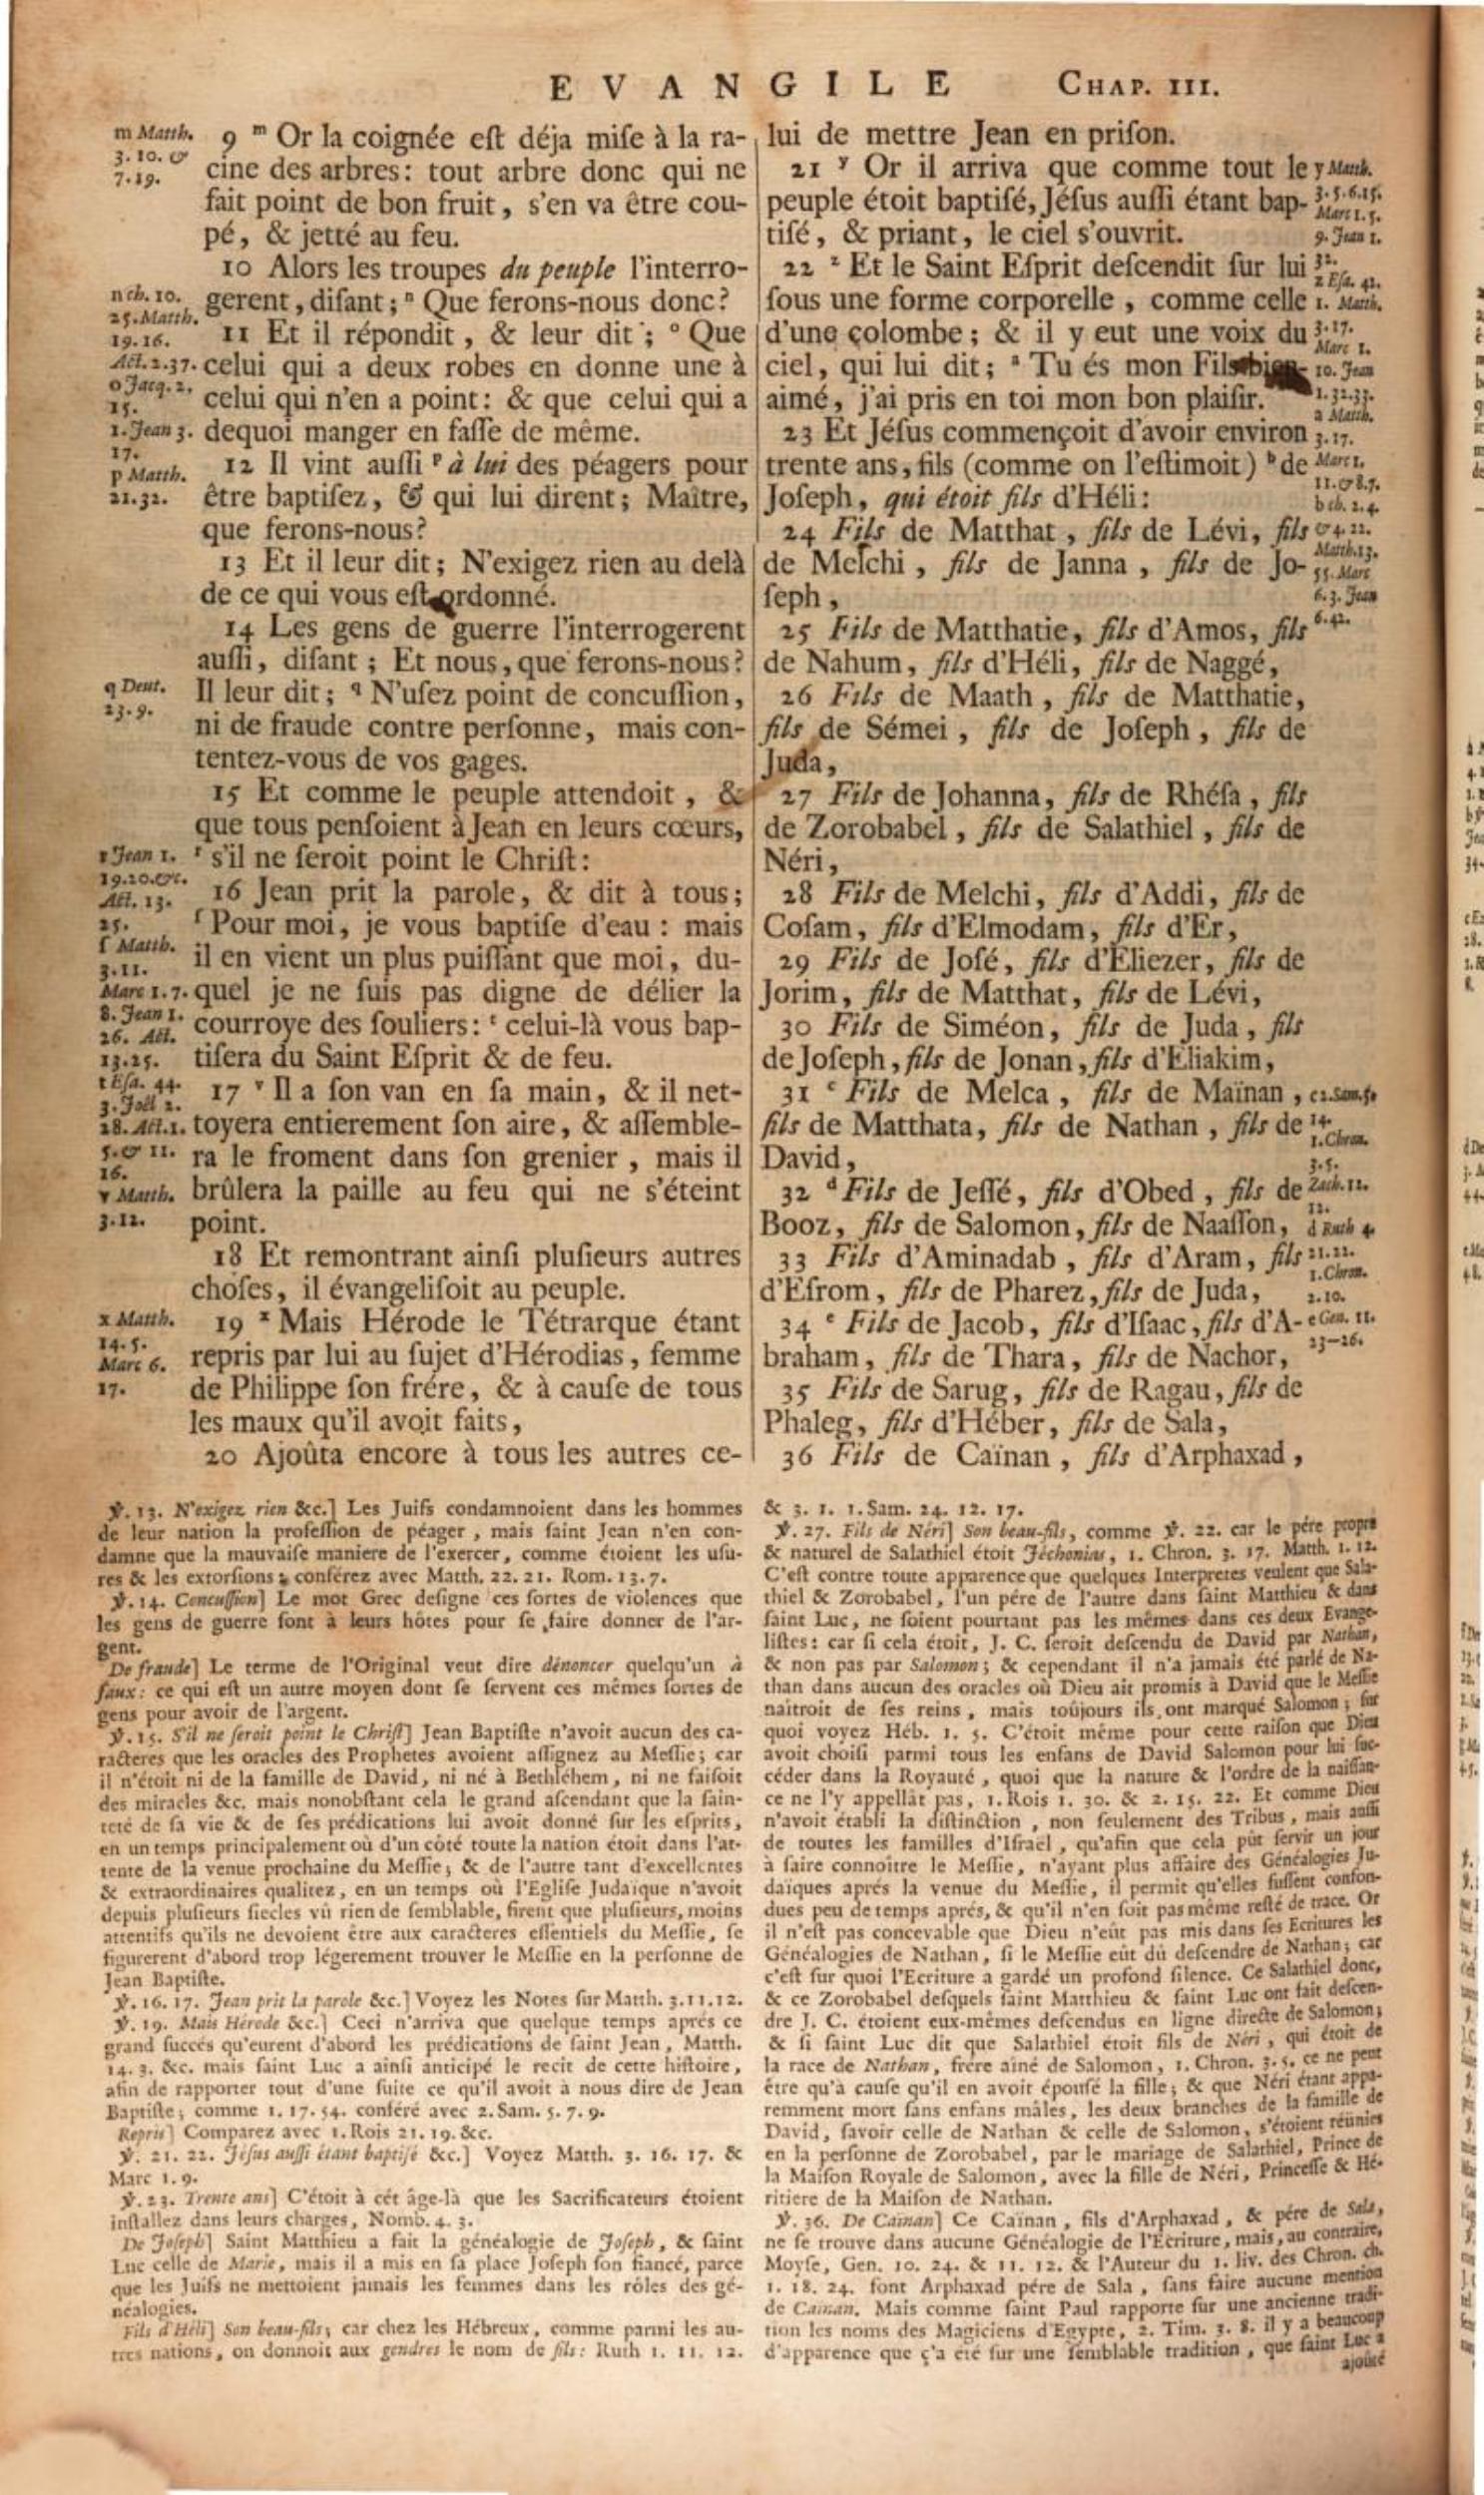 EVANGILE CHAP. III.
m Matth.
3. 10. &
7. 19.
9 m Or la coignée eſt déja miſe à la ra-
cine des arbres: tout arbre donc qui ne
fait point de bon fruit, s'en va être cou-
pé, & jetté au feu.
10 Alors les troupes du peuple l'interro-
gerent, diſant; n Que ferons-nous donc?
11 Et il répondit, & leur dit; o Que
celui qui a deux robes en donne une à
celui qui n'en a point: & que celui qui a
dequoi manger en faſſe de même.
12 Il vint auſſi p à lui des péagers pour
être baptiſez, & qui lui dirent; Maître,
que ferons-nous?
13 Et il leur dit; N'exigez rien au delà
de ce qui vous eſt ordonné.
14 Les gens de guerre l'interrogerent
auſſi, diſant; Et nous, que ferons-nous?
Il leur dit; q N'uſez point de concuſſion,
ni de fraude contre perſonne, mais con-
tentez-vous de vos gages.
15 Et comme le peuple attendoit, &
que tous penſoient à Jean en leurs cœurs,
r s'il ne ſeroit point le Chriſt:
16 Jean prit la parole, & dit à tous;
ſ Pour moi, je vous baptiſe d'eau: mais
il en vient un plus puiſſant que moi, du-
quel je ne ſuis pas digne de délier la
courroye des ſouliers: t celui-là vous bap-
tiſera du Saint Eſprit & de feu.
17 v Il a ſon van en ſa main, & il net-
toyera entierement ſon aire, & aſſemble-
ra le froment dans ſon grenier, mais il
brûlera la paille au feu qui ne s'éteint
point.
18 Et remontrant ainſi pluſieurs autres
choſes, il évangeliſoit au peuple.
19 x Mais Hérode le Tétrarque étant
repris par lui au ſujet d'Hérodias, femme
de Philippe ſon frére, & à cauſe de tous
les maux qu'il avoit faits,
20 Ajoûta encore à tous les autres ce-
n ch. 10.
25. Matth.
19. 16.
Act. 2. 37.
o Jacq. 2.
15.
1. Jean 3.
17.
p Matth.
21. 32.
q Deut.
23. 9.
r Jean 1.
19. 20. &c.
Act. 13.
25.
ſ Matth.
3. 11.
Marc 1. 7.
8. Jean 1.
26. Act.
13. 25.
t Eſa. 44.
3. Joël 2.
28. Act. 1.
5. & 11.
16.
v Matth.
3. 12.
x Matth.
14. 5.
Marc 6.
17.
lui de mettre Jean en priſon.
21 y Or il arriva que comme tout le
peuple étoit baptiſé, Jéſus auſſi étant bap-
tiſé, & priant, le ciel s'ouvrit.
22 z Et le Saint Eſprit deſcendit ſur lui
ſous une forme corporelle, comme celle
d'une colombe; & il y eut une voix du
ciel, qui lui dit; a Tu és mon Fils bien-
aimé, j'ai pris en toi mon bon plaiſir.
23 Et Jéſus commençoit d'avoir environ
trente ans, fils (comme on l'eſtimoit) b de
Joſeph, qui étoit fils d'Héli:
24 Fils de Matthat, fils de Lévi, fils
de Melchi, fils de Janna, fils de Jo-
ſeph,
25 Fils de Matthatie, fils d'Amos, fils
de Nahum, fils d'Héli, fils de Naggé,
26 Fils de Maath, fils de Matthatie,
fils de Sémei, fils de Joſeph, fils de
Juda,
27 Fils de Johanna, fils de Rhéſa, fils
de Zorobabel, fils de Salathiel, fils de
Néri,
28 Fils de Melchi, fils d'Addi, fils de
Coſam, fils d'Elmodam, fils d'Er,
29 Fils de Joſé, fils d'Eliezer, fils de
Jorim, fils de Matthat, fils de Lévi,
30 Fils de Siméon, fils de Juda, fils
de Joſeph, fils de Jonan, fils d'Eliakim,
31 c Fils de Melca, fils de Maïnan,
fils de Matthata, fils de Nathan, fils de
David,
32 d Fils de Jeſſé, fils d'Obed, fils de
Booz, fils de Salomon, fils de Naaſſon,
33 Fils d'Aminadab, fils d'Aram, fils
d'Eſrom, fils de Pharez, fils de Juda,
34 e Fils de Jacob, fils d'Iſaac, fils d'A-
braham, fils de Thara, fils de Nachor,
35 Fils de Sarug, fils de Ragau, fils de
Phaleg, fils d'Héber, fils de Sala,
36 Fils de Caïnan, fils d'Arphaxad,
y Matth.
3. 5. 6. 15.
Marc 1. 5.
9. Jean 1.
32.
z Eſa. 42.
1. Matth.
3. 17.
Marc 1.
10. Jean
1. 32. 33.
a Matth.
3. 17.
Marc 1.
11. & 8. 7.
b ch. 2. 4.
& 4. 22.
Matth. 13.
55. Marc
6. 3. Jean
6. 42.
c 2. Sam. 5.
14.
1. Chron.
3. 5.
Zach. 12.
12.
d Ruth 4.
21. 22.
1. Chron.
2. 10.
e Gen. 11.
23-26.
℣. 13. N'exigez rien &c.] Les Juifs condamnoient dans les hommes
de leur nation la profeſſion de péager, mais ſaint Jean n'en con-
damne que la mauvaiſe maniere de l'exercer, comme étoient les uſu-
res & les extorſions; conférez avec Matth. 22. 21. Rom. 13. 7.
℣. 14. Concuſſion] Le mot Grec deſigne ces ſortes de violences que
les gens de guerre font à leurs hôtes pour ſe faire donner de l'ar-
gent.
De fraude] Le terme de l'Original veut dire dénoncer quelqu'un à
faux: ce qui eſt un autre moyen dont ſe ſervent ces mêmes ſortes de
gens pour avoir de l'argent.
℣. 15. S'il ne ſeroit point le Chriſt] Jean Baptiſte n'avoit aucun des ca-
racteres que les oracles des Prophetes avoient aſſignez au Meſſie; car
il n'étoit ni de la famille de David, ni né à Bethléhem, ni ne faiſoit
des miracles &c. mais nonobſtant cela le grand aſcendant que la ſain-
teté de ſa vie & de ſes prédications lui avoit donné ſur les eſprits,
en un temps principalement où d'un côté toute la nation étoit dans l'at-
tente de la venue prochaine du Meſſie; & de l'autre tant d'excellentes
& extraordinaires qualitez, en un temps où l'Egliſe Judaïque n'avoit
depuis pluſieurs ſiecles vû rien de ſemblable, firent que pluſieurs, moins
attentifs qu'ils ne devoient être aux caracteres eſſentiels du Meſſie, ſe
figurerent d'abord trop légerement trouver le Meſſie en la perſonne de
Jean Baptiſte.
℣. 16. 17. Jean prit la parole &c.] Voyez les Notes ſur Matth. 3. 11. 12.
℣. 19. Mais Hérode &c.] Ceci n'arriva que quelque temps aprés ce
grand ſuccés qu'eurent d'abord les prédications de ſaint Jean, Matth.
14. 3. &c. mais ſaint Luc a ainſi anticipé le recit de cette hiſtoire,
afin de rapporter tout d'une ſuite ce qu'il avoit à nous dire de Jean
Baptiſte; comme 1. 17. 54. conféré avec 2. Sam. 5. 7. 9.
Repris] Comparez avec 1. Rois 21. 19. &c.
℣. 21. 22. Jéſus auſſi étant baptiſé &c.] Voyez Matth. 3. 16. 17. &
Marc 1. 9.
℣. 23. Trente ans] C'étoit à cét âge-là que les Sacrificateurs étoient
inſtallez dans leurs charges, Nomb. 4. 3.
De Joſeph] Saint Matthieu a fait la généalogie de Joſeph, & ſaint
Luc celle de Marie, mais il a mis en ſa place Joſeph ſon fiancé, parce
que les Juifs ne mettoient jamais les femmes dans les rôles des gé-
néalogies.
Fils d'Héli] Son beau-fils; car chez les Hébreux, comme parmi les au-
tres nations, on donnoit aux gendres le nom de fils: Ruth 1. 11. 12.
& 3. 1. 1. Sam. 24. 12. 17.
℣. 27. Fils de Néri] Son beau-fils, comme ℣. 22. car le pére propre
& naturel de Salathiel étoit Jéchonias, 1. Chron. 3. 17. Matth. 1. 12.
C'eſt contre toute apparence que quelques Interpretes veulent que Sala-
thiel & Zorobabel, l'un pére de l'autre dans ſaint Matthieu & dans
ſaint Luc, ne ſoient pourtant pas les mêmes dans ces deux Evange-
liſtes: car ſi cela étoit, J. C. ſeroit deſcendu de David par Nathan,
& non pas par Salomon; & cependant il n'a jamais été parlé de Na-
than dans aucun des oracles où Dieu ait promis à David que le Meſſie
naîtroit de ſes reins, mais toûjours ils ont marqué Salomon; ſur
quoi voyez Héb. 1. 5. C'étoit même pour cette raiſon que Dieu
avoit choiſi parmi tous les enfans de David Salomon pour lui ſuc-
céder dans la Royauté, quoi que la nature & l'ordre de la naiſſan-
ce ne l'y appellât pas, 1. Rois 1. 30. & 2. 15. 22. Et comme Dieu
n'avoit établi la diſtinction, non ſeulement des Tribus, mais auſſi
de toutes les familles d'Iſraël, qu'afin que cela pût ſervir un jour
à faire connoître le Meſſie, n'ayant plus affaire des Généalogies Ju-
daïques aprés la venue du Meſſie, il permit qu'elles fuſſent confon-
dues peu de temps aprés, & qu'il n'en ſoit pas même reſté de trace. Or
il n'eſt pas concevable que Dieu n'eût pas mis dans ſes Ecritures les
Généalogies de Nathan, ſi le Meſſie eût dû deſcendre de Nathan; car
c'eſt ſur quoi l'Ecriture a gardé un profond ſilence. Ce Salathiel donc,
& ce Zorobabel deſquels ſaint Matthieu & ſaint Luc ont fait deſcen-
dre J. C. étoient eux-mêmes deſcendus en ligne directe de Salomon;
& ſi ſaint Luc dit que Salathiel étoit fils de Néri, qui étoit de
la race de Nathan, frére aîné de Salomon, 1. Chron. 3. 5. ce ne peut
être qu'à cauſe qu'il en avoit épouſé la fille; & que Néri étant appa-
remment mort ſans enfans mâles, les deux branches de la famille de
David, ſavoir celle de Nathan & celle de Salomon, s'étoient réunies
en la perſonne de Zorobabel, par le mariage de Salathiel, Prince de
la Maiſon Royale de Salomon, avec la fille de Néri, Princeſſe & Hé-
ritiere de la Maiſon de Nathan.
℣. 36. De Caïnan] Ce Caïnan, fils d'Arphaxad, & pére de Sala,
ne ſe trouve dans aucune Généalogie de l'Ecriture, mais, au contraire,
Moyſe, Gen. 10. 24. & 11. 12. & l'Auteur du 1. liv. des Chron. ch.
1. 18. 24. font Arphaxad pére de Sala, ſans faire aucune mention
de Caïnan. Mais comme ſaint Paul rapporte ſur une ancienne tradi-
tion les noms des Magiciens d'Egypte, 2. Tim. 3. 8. il y a beaucoup
d'apparence que ç'a été ſur une ſemblable tradition, que ſaint Luc a
ajoûté